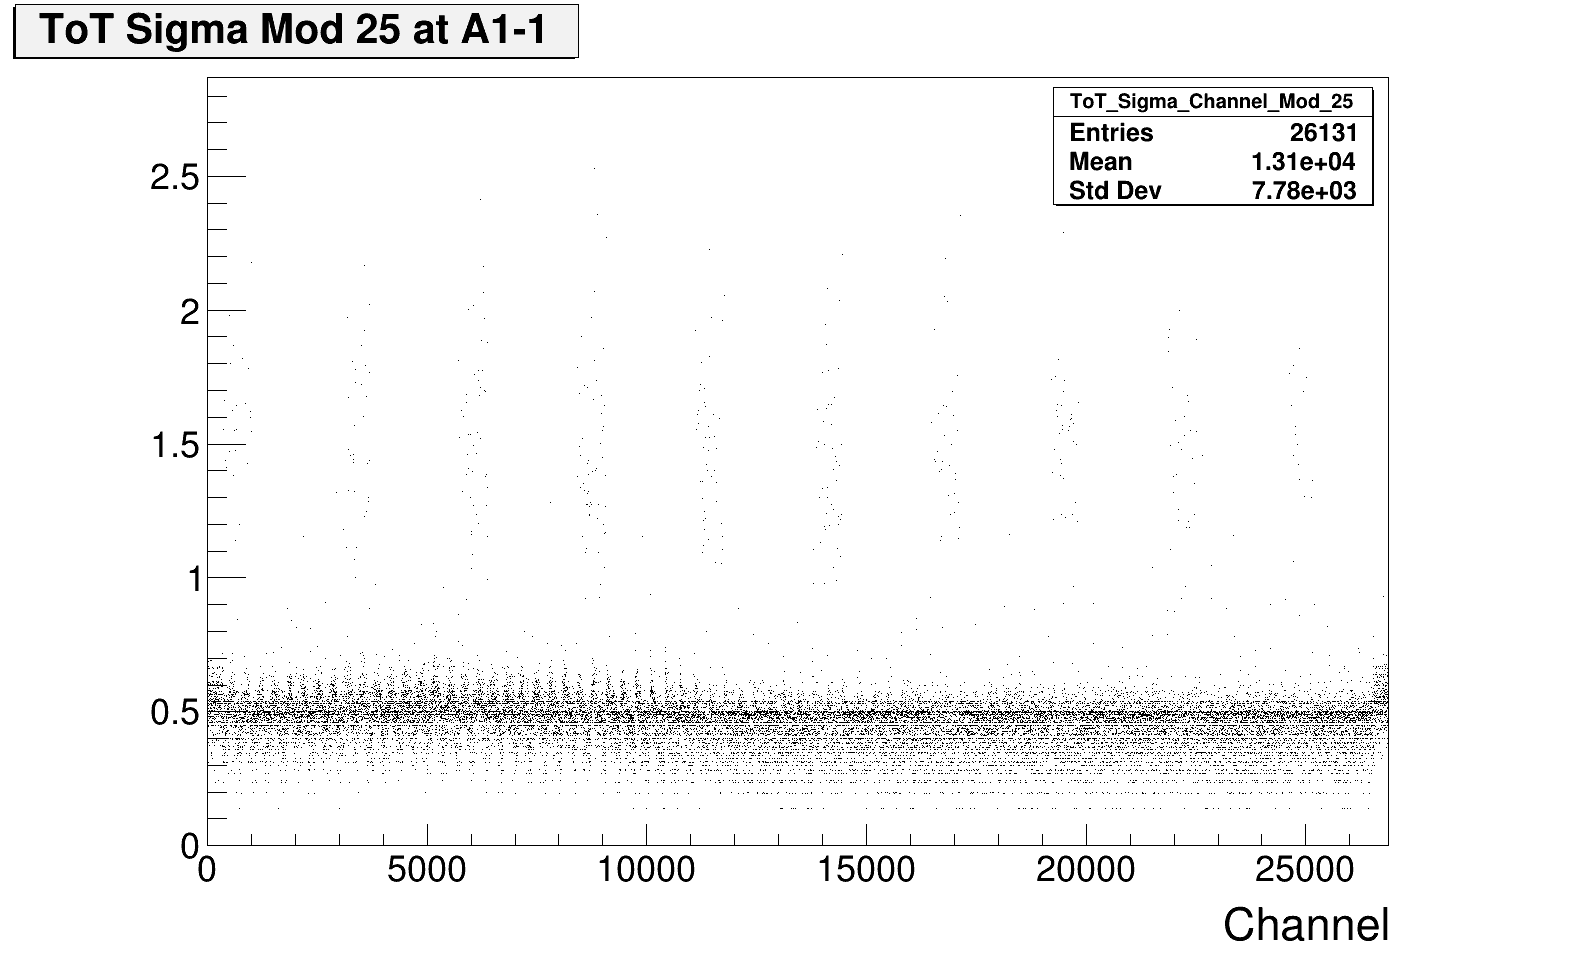 ToT Sigma Mod 25 at A1-1
ToT_Sigma_Channel_Mod_25
Entries 26131
Mean 1.31e+04
Std Dev 7.78e+03
2.5
2
1.5
1
0.5
0
0 5000 10000 15000 20000 25000
Channel